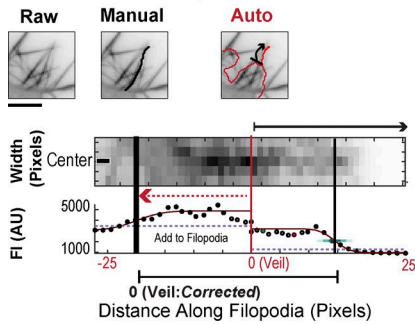 Raw Manual Auto
Width
(Pixels)
Center
FI (AU)
5000
1000
Add to Filopodia
-25 0 (Veil) 25
0 (Veil:Corrected)
Distance Along Filopodia (Pixels)